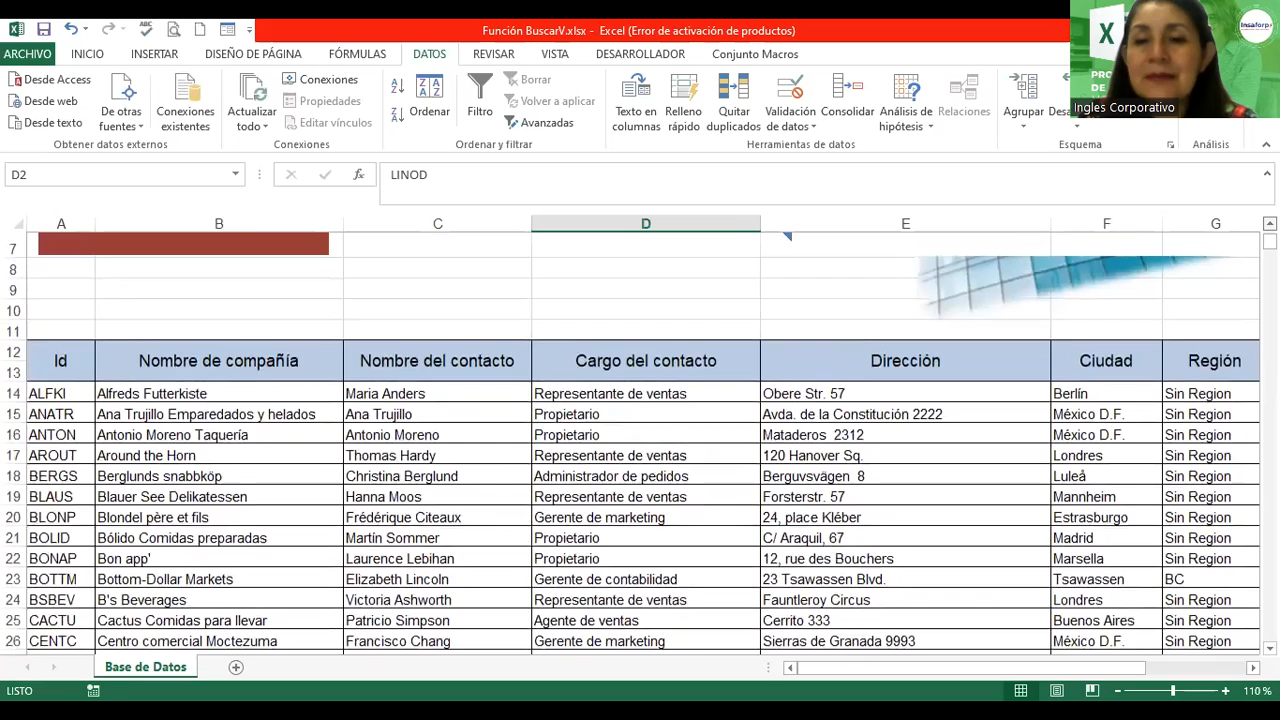 Función BuscarV.xlsx - Excel (Error de activación de productos)
ARCHIVO INICIO INSERTAR DISEÑO DE PÁGINA FÓRMULAS DATOS REVISAR VISTA DESARROLLADOR Conjunto Macros
Desde Access
Desde web
Desde texto
De otras fuentes
Conexiones existentes
Obtener datos externos
Actualizar todo
Conexiones
Propiedades
Editar vínculos
Conexiones
Ordenar
Filtro
Borrar
Volver a aplicar
Avanzadas
Ordenar y filtrar
Texto en columnas
Relleno rápido
Quitar duplicados
Validación de datos
Consolidar
Análisis de hipótesis
Relaciones
Herramientas de datos
Agrupar
Esquema
Análisis
Insaforp
Ingles Corporativo
D2 LINOD
A B C D E F G
7
8
9
10
11
12 Id Nombre de compañía Nombre del contacto Cargo del contacto Dirección Ciudad Región
13
14 ALFKI Alfreds Futterkiste Maria Anders Representante de ventas Obere Str. 57 Berlín Sin Region
15 ANATR Ana Trujillo Emparedados y helados Ana Trujillo Propietario Avda. de la Constitución 2222 México D.F. Sin Region
16 ANTON Antonio Moreno Taquería Antonio Moreno Propietario Mataderos 2312 México D.F. Sin Region
17 AROUT Around the Horn Thomas Hardy Representante de ventas 120 Hanover Sq. Londres Sin Region
18 BERGS Berglunds snabbköp Christina Berglund Administrador de pedidos Berguvsvägen 8 Luleå Sin Region
19 BLAUS Blauer See Delikatessen Hanna Moos Representante de ventas Forsterstr. 57 Mannheim Sin Region
20 BLONP Blondel père et fils Frédérique Citeaux Gerente de marketing 24, place Kléber Estrasburgo Sin Region
21 BOLID Bólido Comidas preparadas Martín Sommer Propietario C/ Araquil, 67 Madrid Sin Region
22 BONAP Bon app' Laurence Lebihan Propietario 12, rue des Bouchers Marsella Sin Region
23 BOTTM Bottom-Dollar Markets Elizabeth Lincoln Gerente de contabilidad 23 Tsawassen Blvd. Tsawassen BC
24 BSBEV B's Beverages Victoria Ashworth Representante de ventas Fauntleroy Circus Londres Sin Region
25 CACTU Cactus Comidas para llevar Patricio Simpson Agente de ventas Cerrito 333 Buenos Aires Sin Region
26 CENTC Centro comercial Moctezuma Francisco Chang Gerente de marketing Sierras de Granada 9993 México D.F. Sin Region
Base de Datos
LISTO 110 %